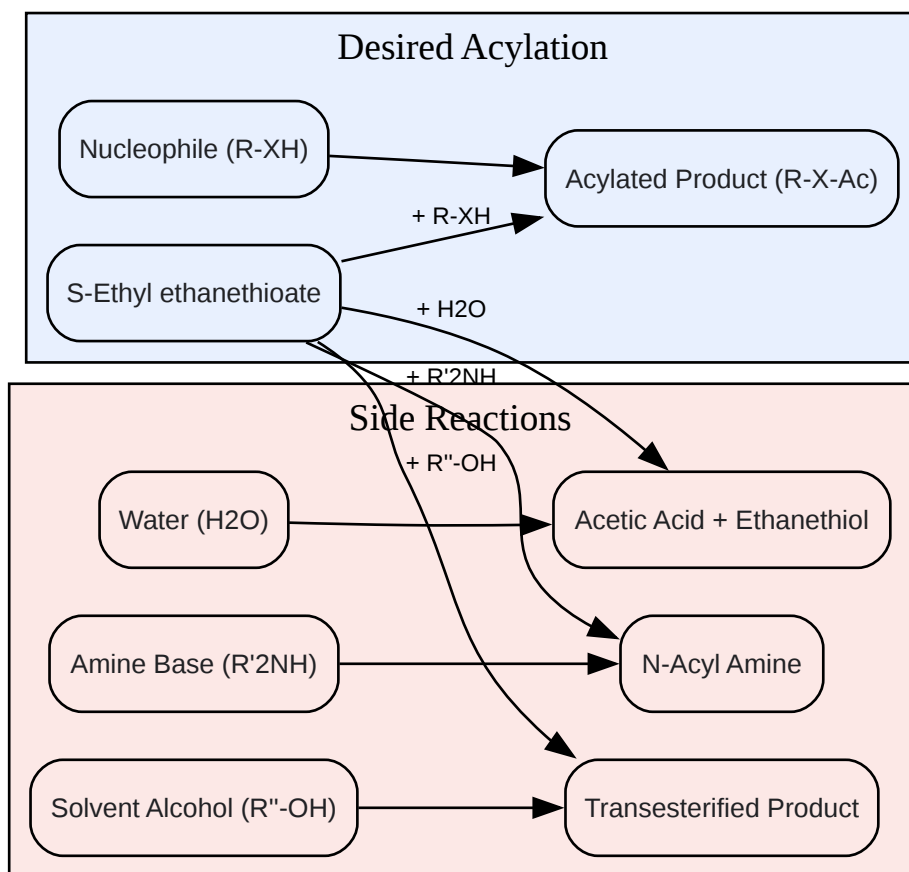 Desired Acylation
Nucleophile (R-XH)
Acylated Product (R-X-Ac)
+ R-XH
S-Ethyl ethanethioate
+ H2O
+ R'2NH
Side Reactions
+ R"-OH
Water (H2O)
Acetic Acid + Ethanethiol
Amine Base (R'2NH)
N-Acyl Amine
Solvent Alcohol (R"-OH)
Transesterified Product